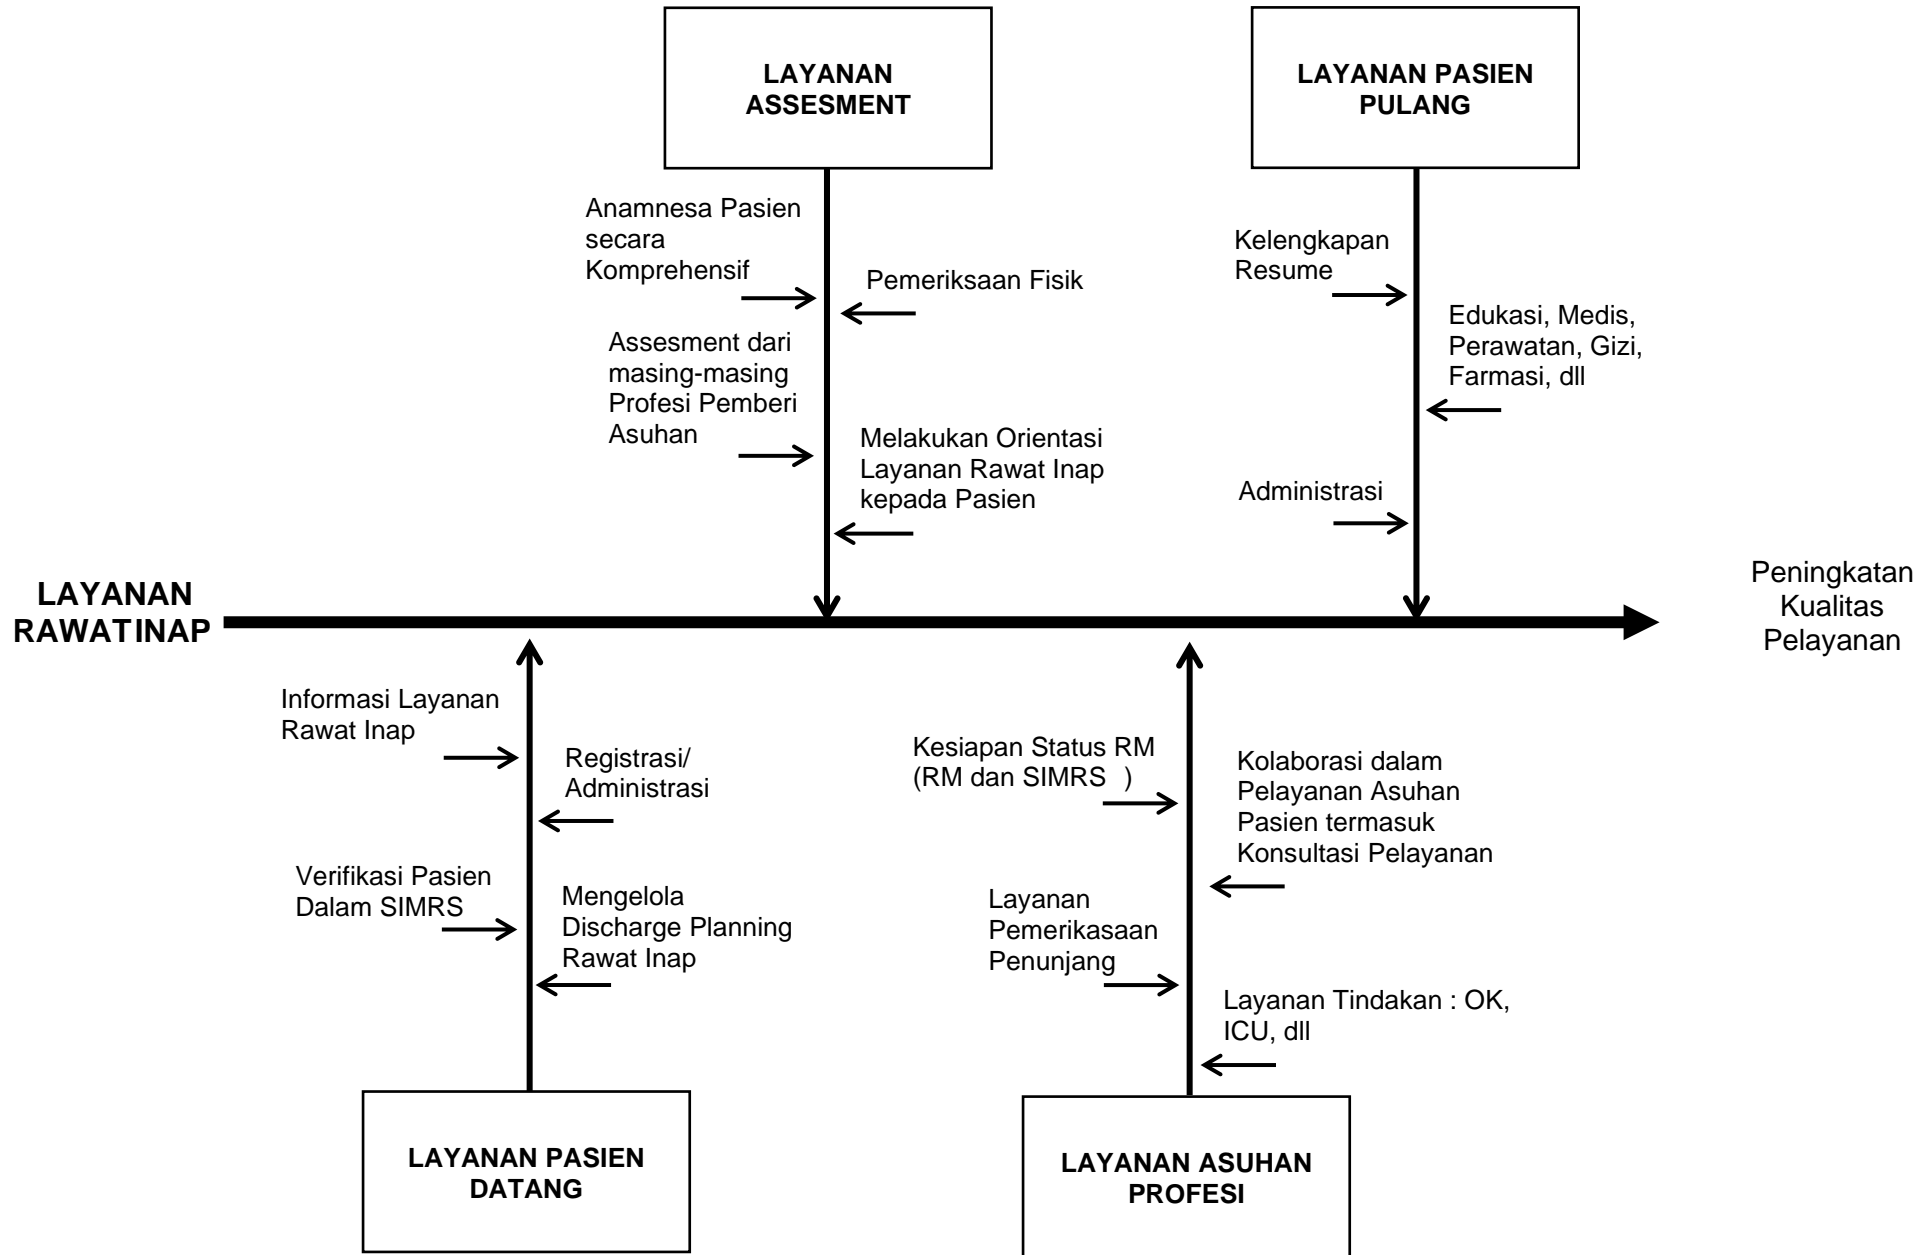 LAYANAN
ASSESMENT
LAYANAN PASIEN
PULANG
Anamnesa Pasien
secara
Komprehensif
Pemeriksaan Fisik
Assesment dari
masing-masing
Profesi Pemberi
Asuhan
Melakukan Orientasi
Layanan Rawat Inap
kepada Pasien
Kelengkapan
Resume
Edukasi, Medis,
Perawatan, Gizi,
Farmasi, dll
Administrasi
LAYANAN
RAWATINAP
Peningkatan
Kualitas
Pelayanan
Informasi Layanan
Rawat Inap
Registrasi/
Administrasi
Verifikasi Pasien
Dalam SIMRS
Mengelola
Discharge Planning
Rawat Inap
Kesiapan Status RM
(RM dan SIMRS )
Kolaborasi dalam
Pelayanan Asuhan
Pasien termasuk
Konsultasi Pelayanan
Layanan
Pemerikasaan
Penunjang
Layanan Tindakan : OK,
ICU, dll
LAYANAN PASIEN
DATANG
LAYANAN ASUHAN
PROFESI